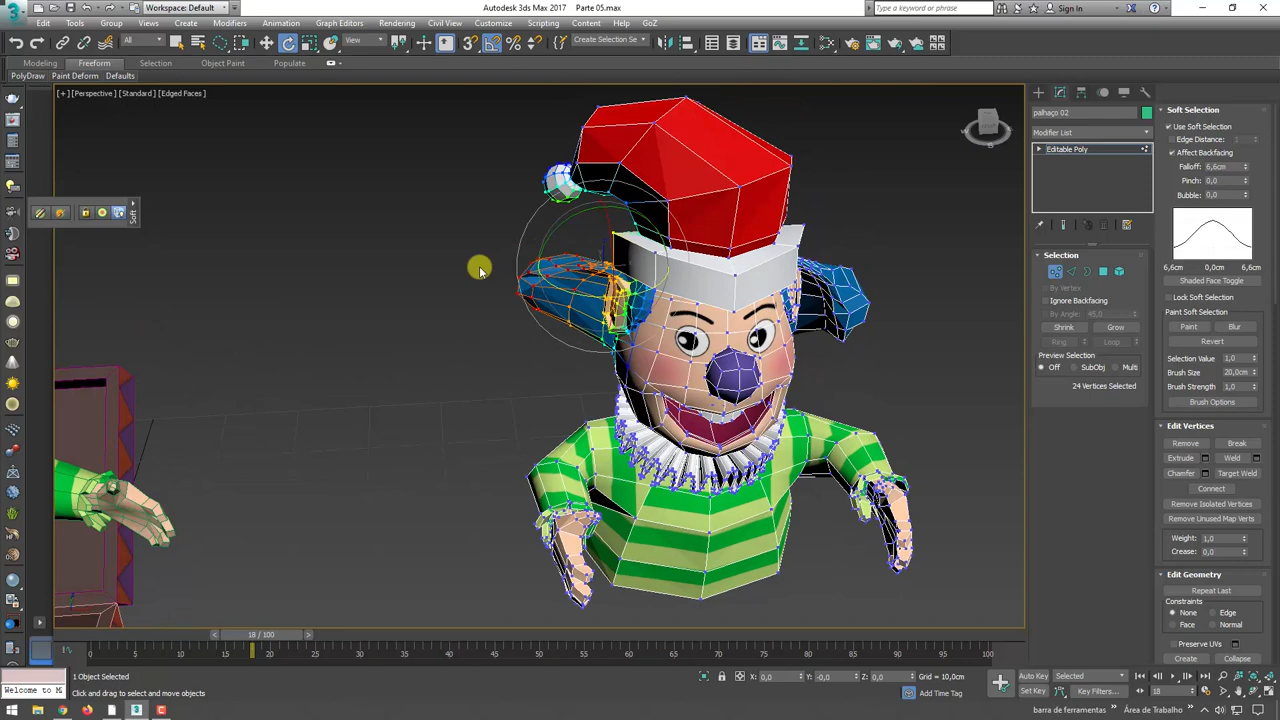 Workspace: Default
Autodesk 3ds Max 2017 Parte 05.max
Type a keyword or phrase
Sign In
Edit Tools Group Views Create Modifiers Animation Graph Editors Rendering Civil View Customize Scripting Content Help GoZ
All
View
Create Selection Se
Modeling Freeform Selection Object Paint Populate
PolyDraw Paint Deform Defaults
[+] [Perspective] [Standard] [Edged Faces]
Soft
palhaço 02
Modifier List
Editable Poly
Selection
By Vertex
Ignore Backfacing
By Angle: 45,0
Shrink Grow
Ring Loop
Preview Selection
Off SubObj Multi
24 Vertices Selected
Soft Selection
Use Soft Selection
Edge Distance: 1
Affect Backfacing
Falloff: 6,6cm
Pinch: 0,0
Bubble: 0,0
6,6cm 0,0cm 6,6cm
Shaded Face Toggle
Lock Soft Selection
Paint Soft Selection
Paint Blur
Revert
Selection Value 1,0
Brush Size 20,0cm
Brush Strength 1,0
Brush Options
Edit Vertices
Remove Break
Extrude Weld
Chamfer Target Weld
Connect
Remove Isolated Vertices
Remove Unused Map Verts
Weight: 1,0
Crease: 0,0
Edit Geometry
Repeat Last
Constraints
None Edge
Face Normal
Preserve UVs
Create Collapse
18 / 100
0 5 10 15 20 25 30 35 40 45 50 55 60 65 70 75 80 85 90 95 100
1 Object Selected
Welcome to M
Click and drag to select and move objects
X: 0,0 Y: -0,0 Z: 0,0 Grid = 10,0cm
Add Time Tag
Auto Key Selected
Set Key Key Filters...
18
barra de ferramentas Área de Trabalho